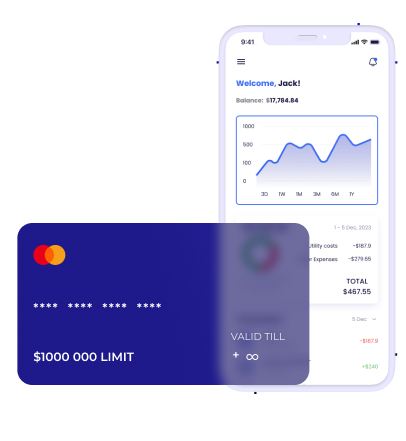 9:41
Welcome, Jack!
Balance: $17,784.84
1000
500
100
0
3D 1W 1M 3M 6M 1Y
1 - 5 Dec, 2023
Utility costs -$187.9
Expenses -$279.65
TOTAL
$467.55
5 Dec
-$187.9
+$240
**** **** **** ****
VALID TILL
+ ∞
$1000 000 LIMIT